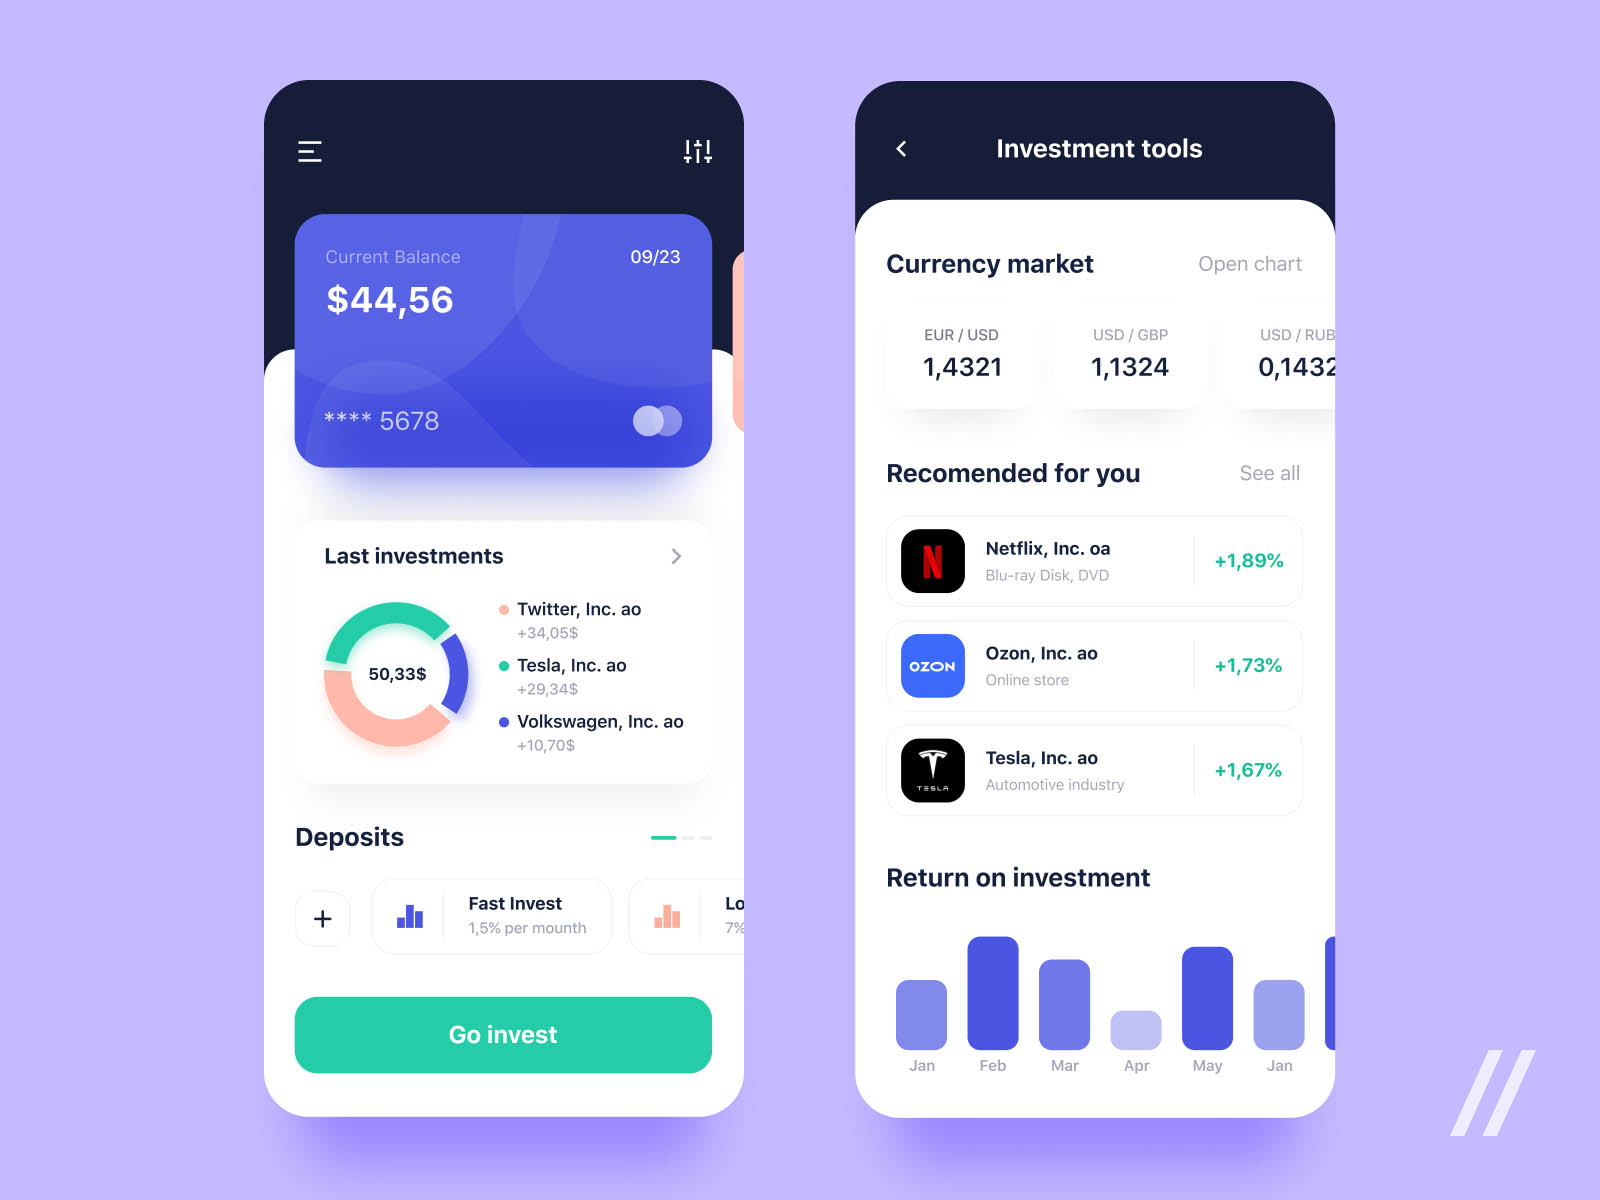 Current Balance
09/23
$44,56
**** 5678
Last investments
50,33$
Twitter, Inc. ao
+34,05$
Tesla, Inc. ao
+29,34$
Volkswagen, Inc. ao
+10,70$
Deposits
Fast Invest
1,5% per mounth
Lo
7%
Go invest
Investment tools
Currency market
Open chart
EUR / USD
1,4321
USD / GBP
1,1324
USD / RUB
0,1432
Recomended for you
See all
N
Netflix, Inc. oa
Blu-ray Disk, DVD
+1,89%
OZON
Ozon, Inc. ao
Online store
+1,73%
TESLA
Tesla, Inc. ao
Automotive industry
+1,67%
Return on investment
Jan
Feb
Mar
Apr
May
Jan